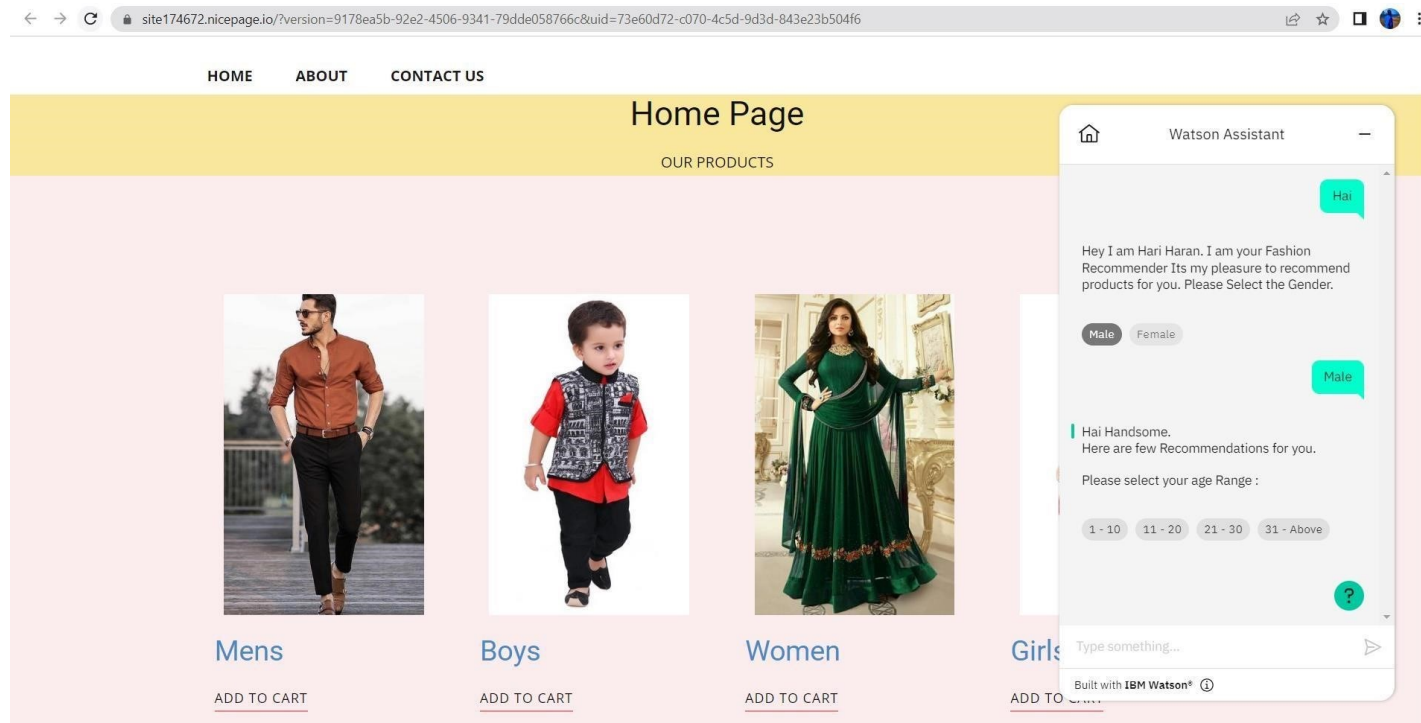 site174672.nicepage.io/?version=9178ea5b-92e2-4506-9341-79dde058766c&uid=73e60d72-c070-4c5d-9d3d-843e23b504f6
HOME ABOUT CONTACT US
Home Page
OUR PRODUCTS
Mens
ADD TO CART
Boys
ADD TO CART
Women
ADD TO CART
Girls
ADD TO
Watson Assistant
Hai
Hey I am Hari Haran. I am your Fashion
Recommender Its my pleasure to recommend
products for you. Please Select the Gender.
Male Female
Male
Hai Handsome.
Here are few Recommendations for you.
Please select your age Range :
1 - 10 11 - 20 21 - 30 31 - Above
?
Type something...
Built with IBM Watson®